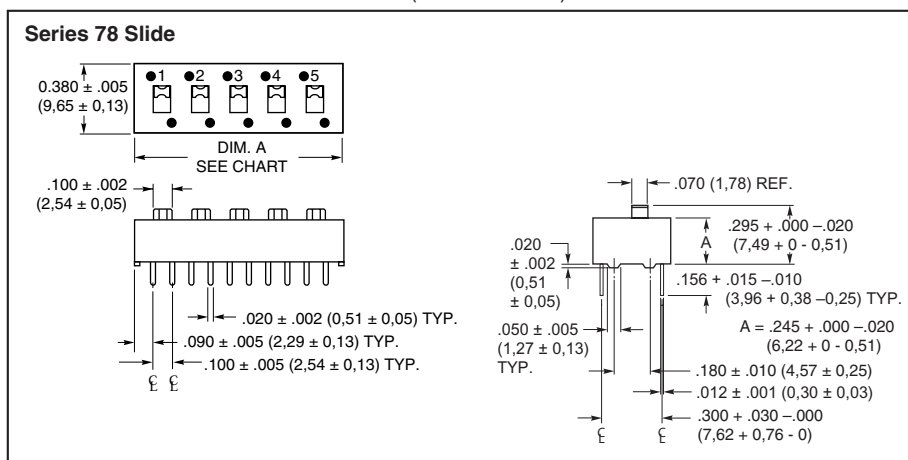 Series 78 Slide
1 2 3 4 5
0.380 ± .005
(9,65 ± 0,13)
DIM. A
SEE CHART
.100 ± .002
(2,54 ± 0,05)
.020 ± .002 (0,51 ± 0,05) TYP.
.090 ± .005 (2,29 ± 0,13) TYP.
.100 ± .005 (2,54 ± 0,13) TYP.
℄ ℄
.070 (1,78) REF.
A
.295 + .000 –.020
(7,49 + 0 - 0,51)
.020
± .002
(0,51
± 0,05)
.156 + .015 –.010
(3,96 + 0,38 –0,25) TYP.
.050 ± .005
(1,27 ± 0,13)
TYP.
A = .245 + .000 –.020
(6,22 + 0 - 0,51)
.180 ± .010 (4,57 ± 0,25)
.012 ± .001 (0,30 ± 0,03)
.300 + .030 –.000
(7,62 + 0,76 - 0)
℄ ℄